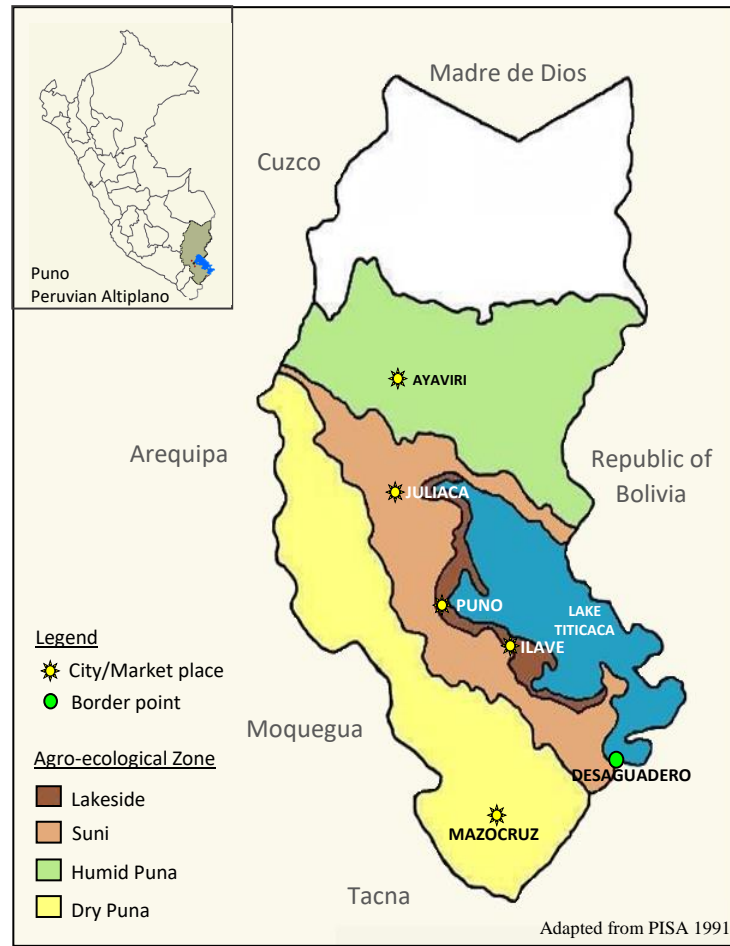 Madre de Dios
Cuzco
Puno
Peruvian Altiplano
AYAVIRI
Arequipa
Republic of
Bolivia
JULIACA
PUNO
LAKE
TITICACA
ILAVE
Legend
City/Market place
Border point
Moquegua
DESAGUADERO
Agro-ecological Zone
Lakeside
Suni
MAZOCRUZ
Humid Puna
Dry Puna
Tacna
Adapted from PISA 1991